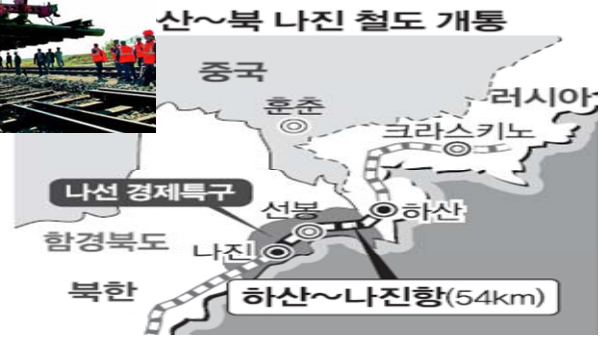 산~북 나진 철도 개통
중국
러시아
훈춘
크라스키노
나선 경제특구
선봉
하산
함경북도
나진
북한
하산~나진항(54km)